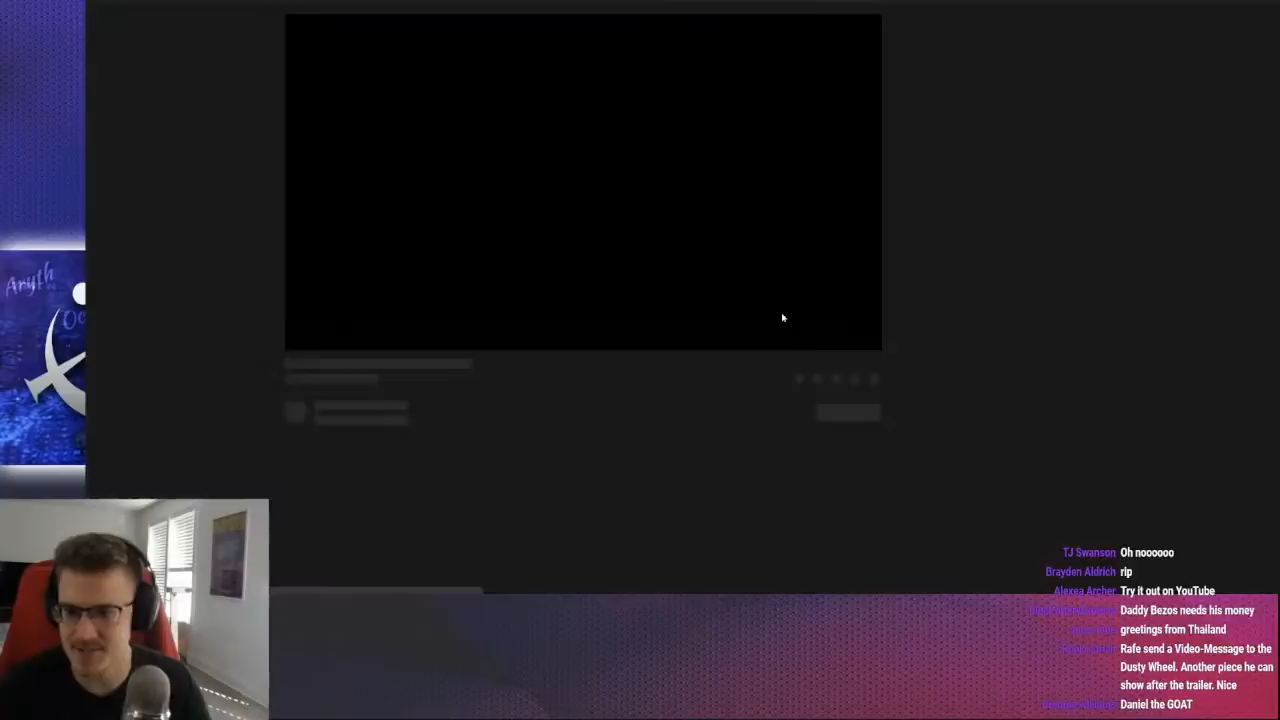 Aryth
Oc
TJ Swanson Oh noooooo
Brayden Aldrich rip
Alexea Archer Try it out on YouTube
Daddy Bezos needs his money
greetings from Thailand
Rafe send a Video-Message to the
Dusty Wheel. Another piece he can
show after the trailer. Nice
Daniel the GOAT